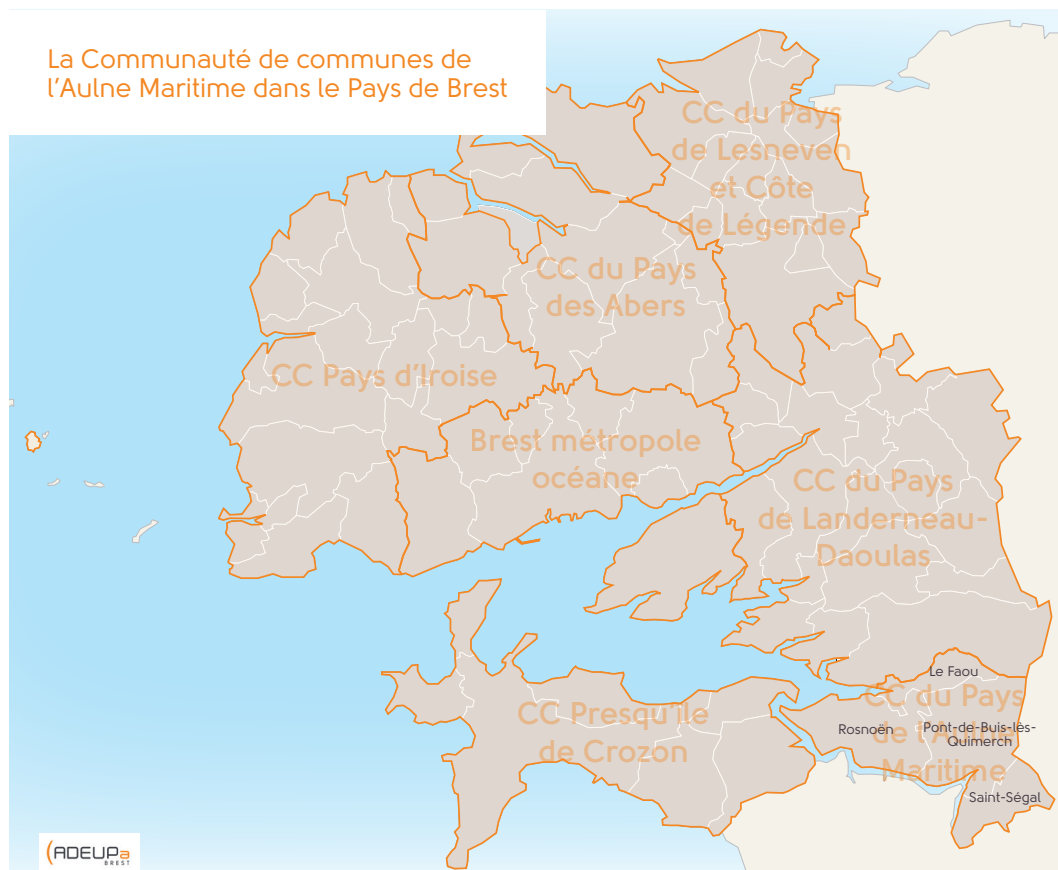 La Communauté de communes de
l'Aulne Maritime dans le Pays de Brest
CC du Pays
de Lesneven
et Côte
de Légende
CC du Pays
des Abers
CC Pays d'Iroise
Brest métropole
océane
CC du Pays
de Landerneau-
Daoulas
Le Faou
CC du Pays
de l'Aulne
Maritime
Rosnoën
Pont-de-Buis-lès-
Quimerch
Saint-Ségal
CC Presqu'île
de Crozon
ADEUPa
BREST